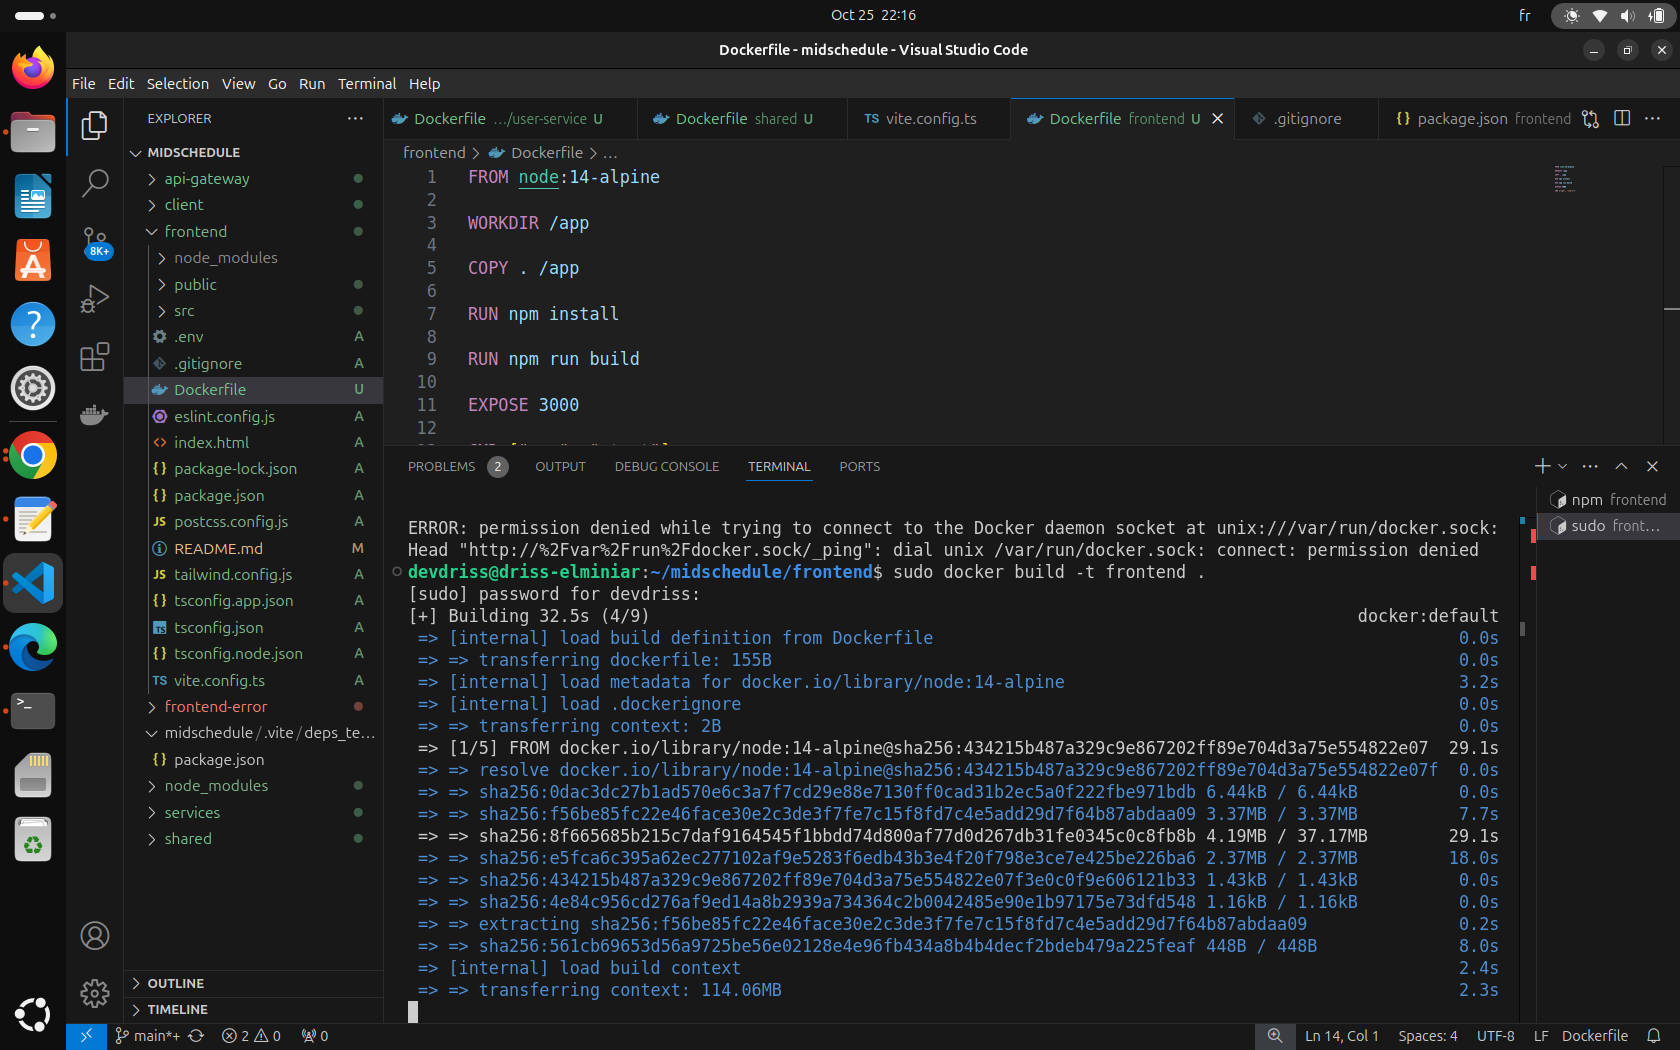 Oct 25 22:16
fr
Dockerfile - midschedule - Visual Studio Code
File Edit Selection View Go Run Terminal Help
EXPLORER
MIDSCHEDULE
api-gateway
client
frontend
node_modules
public
src
.env A
.gitignore A
Dockerfile U
eslint.config.js A
index.html A
package-lock.json A
package.json A
postcss.config.js A
README.md M
tailwind.config.js A
tsconfig.app.json A
tsconfig.json A
tsconfig.node.json A
vite.config.ts A
frontend-error
midschedule/.vite/deps_te...
package.json
node_modules
services
shared
OUTLINE
TIMELINE
8K+
Dockerfile .../user-service U
Dockerfile shared U
TS vite.config.ts
Dockerfile frontend U
.gitignore
{} package.json frontend
frontend > Dockerfile > ...
1 FROM node:14-alpine
2
3 WORKDIR /app
4
5 COPY . /app
6
7 RUN npm install
8
9 RUN npm run build
10
11 EXPOSE 3000
12
PROBLEMS 2 OUTPUT DEBUG CONSOLE TERMINAL PORTS
npm frontend
sudo front...
ERROR: permission denied while trying to connect to the Docker daemon socket at unix:///var/run/docker.sock:
Head "http://%2Fvar%2Frun%2Fdocker.sock/_ping": dial unix /var/run/docker.sock: connect: permission denied
devdriss@driss-elminiar:~/midschedule/frontend$ sudo docker build -t frontend .
[sudo] password for devdriss:
[+] Building 32.5s (4/9) docker:default
=> [internal] load build definition from Dockerfile 0.0s
=> => transferring dockerfile: 155B 0.0s
=> [internal] load metadata for docker.io/library/node:14-alpine 3.2s
=> [internal] load .dockerignore 0.0s
=> => transferring context: 2B 0.0s
=> [1/5] FROM docker.io/library/node:14-alpine@sha256:434215b487a329c9e867202ff89e704d3a75e554822e07 29.1s
=> => resolve docker.io/library/node:14-alpine@sha256:434215b487a329c9e867202ff89e704d3a75e554822e07f 0.0s
=> => sha256:0dac3dc27b1ad570e6c3a7f7cd29e88e7130ff0cad31b2ec5a0f222fbe971bdb 6.44kB / 6.44kB 0.0s
=> => sha256:f56be85fc22e46face30e2c3de3f7fe7c15f8fd7c4e5add29d7f64b87abdaa09 3.37MB / 3.37MB 7.7s
=> => sha256:8f665685b215c7daf9164545f1bbdd74d800af77d0d267db31fe0345c0c8fb8b 4.19MB / 37.17MB 29.1s
=> => sha256:e5fca6c395a62ec277102af9e5283f6edb43b3e4f20f798e3ce7e425be226ba6 2.37MB / 2.37MB 18.0s
=> => sha256:434215b487a329c9e867202ff89e704d3a75e554822e07f3e0c0f9e606121b33 1.43kB / 1.43kB 0.0s
=> => sha256:4e84c956cd276af9ed14a8b2939a734364c2b0042485e90e1b97175e73dfd548 1.16kB / 1.16kB 0.0s
=> => extracting sha256:f56be85fc22e46face30e2c3de3f7fe7c15f8fd7c4e5add29d7f64b87abdaa09 0.2s
=> => sha256:561cb69653d56a9725be56e02128e4e96fb434a8b4b4decf2bdeb479a225feaf 448B / 448B 8.0s
=> [internal] load build context 2.4s
=> => transferring context: 114.06MB 2.3s
main*+ 2 0 0
Ln 14, Col 1 Spaces: 4 UTF-8 LF Dockerfile